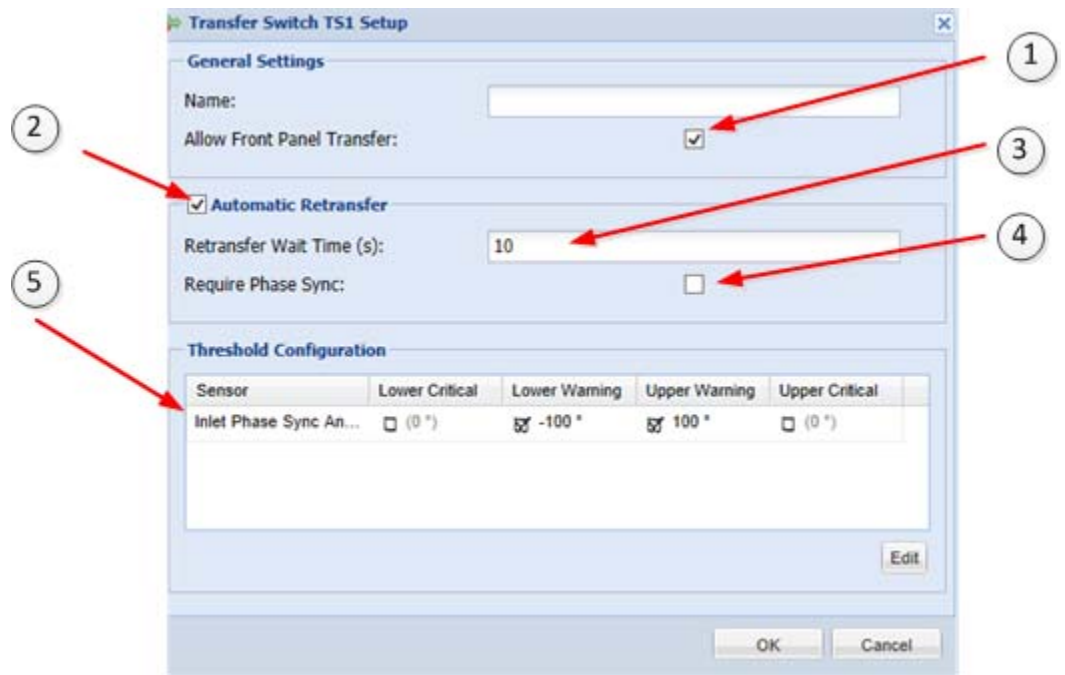 Transfer Switch TS1 Setup
General Settings
1
Name:
2
Allow Front Panel Transfer:
3
Automatic Retransfer
Retransfer Wait Time (s): 10
4
Require Phase Sync:
5
Threshold Configuration
Sensor Lower Critical Lower Warning Upper Warning Upper Critical
Inlet Phase Sync An... (0 °) -100 ° 100 ° (0 °)
Edit
OK Cancel